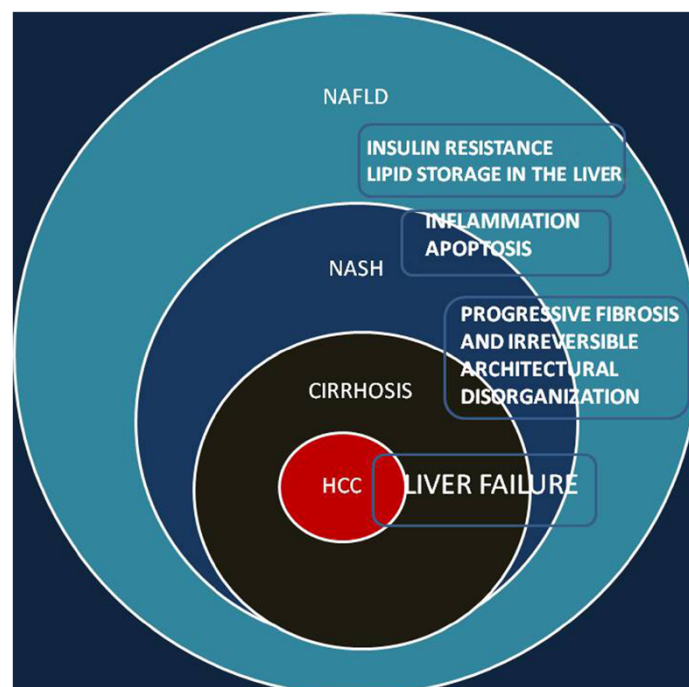 NAFLD
INSULIN RESISTANCE
LIPID STORAGE IN THE LIVER
INFLAMMATION
APOPTOSIS
NASH
PROGRESSIVE FIBROSIS
AND IRREVERSIBLE
ARCHITECTURAL
DISORGANIZATION
CIRRHOSIS
HCC
LIVER FAILURE